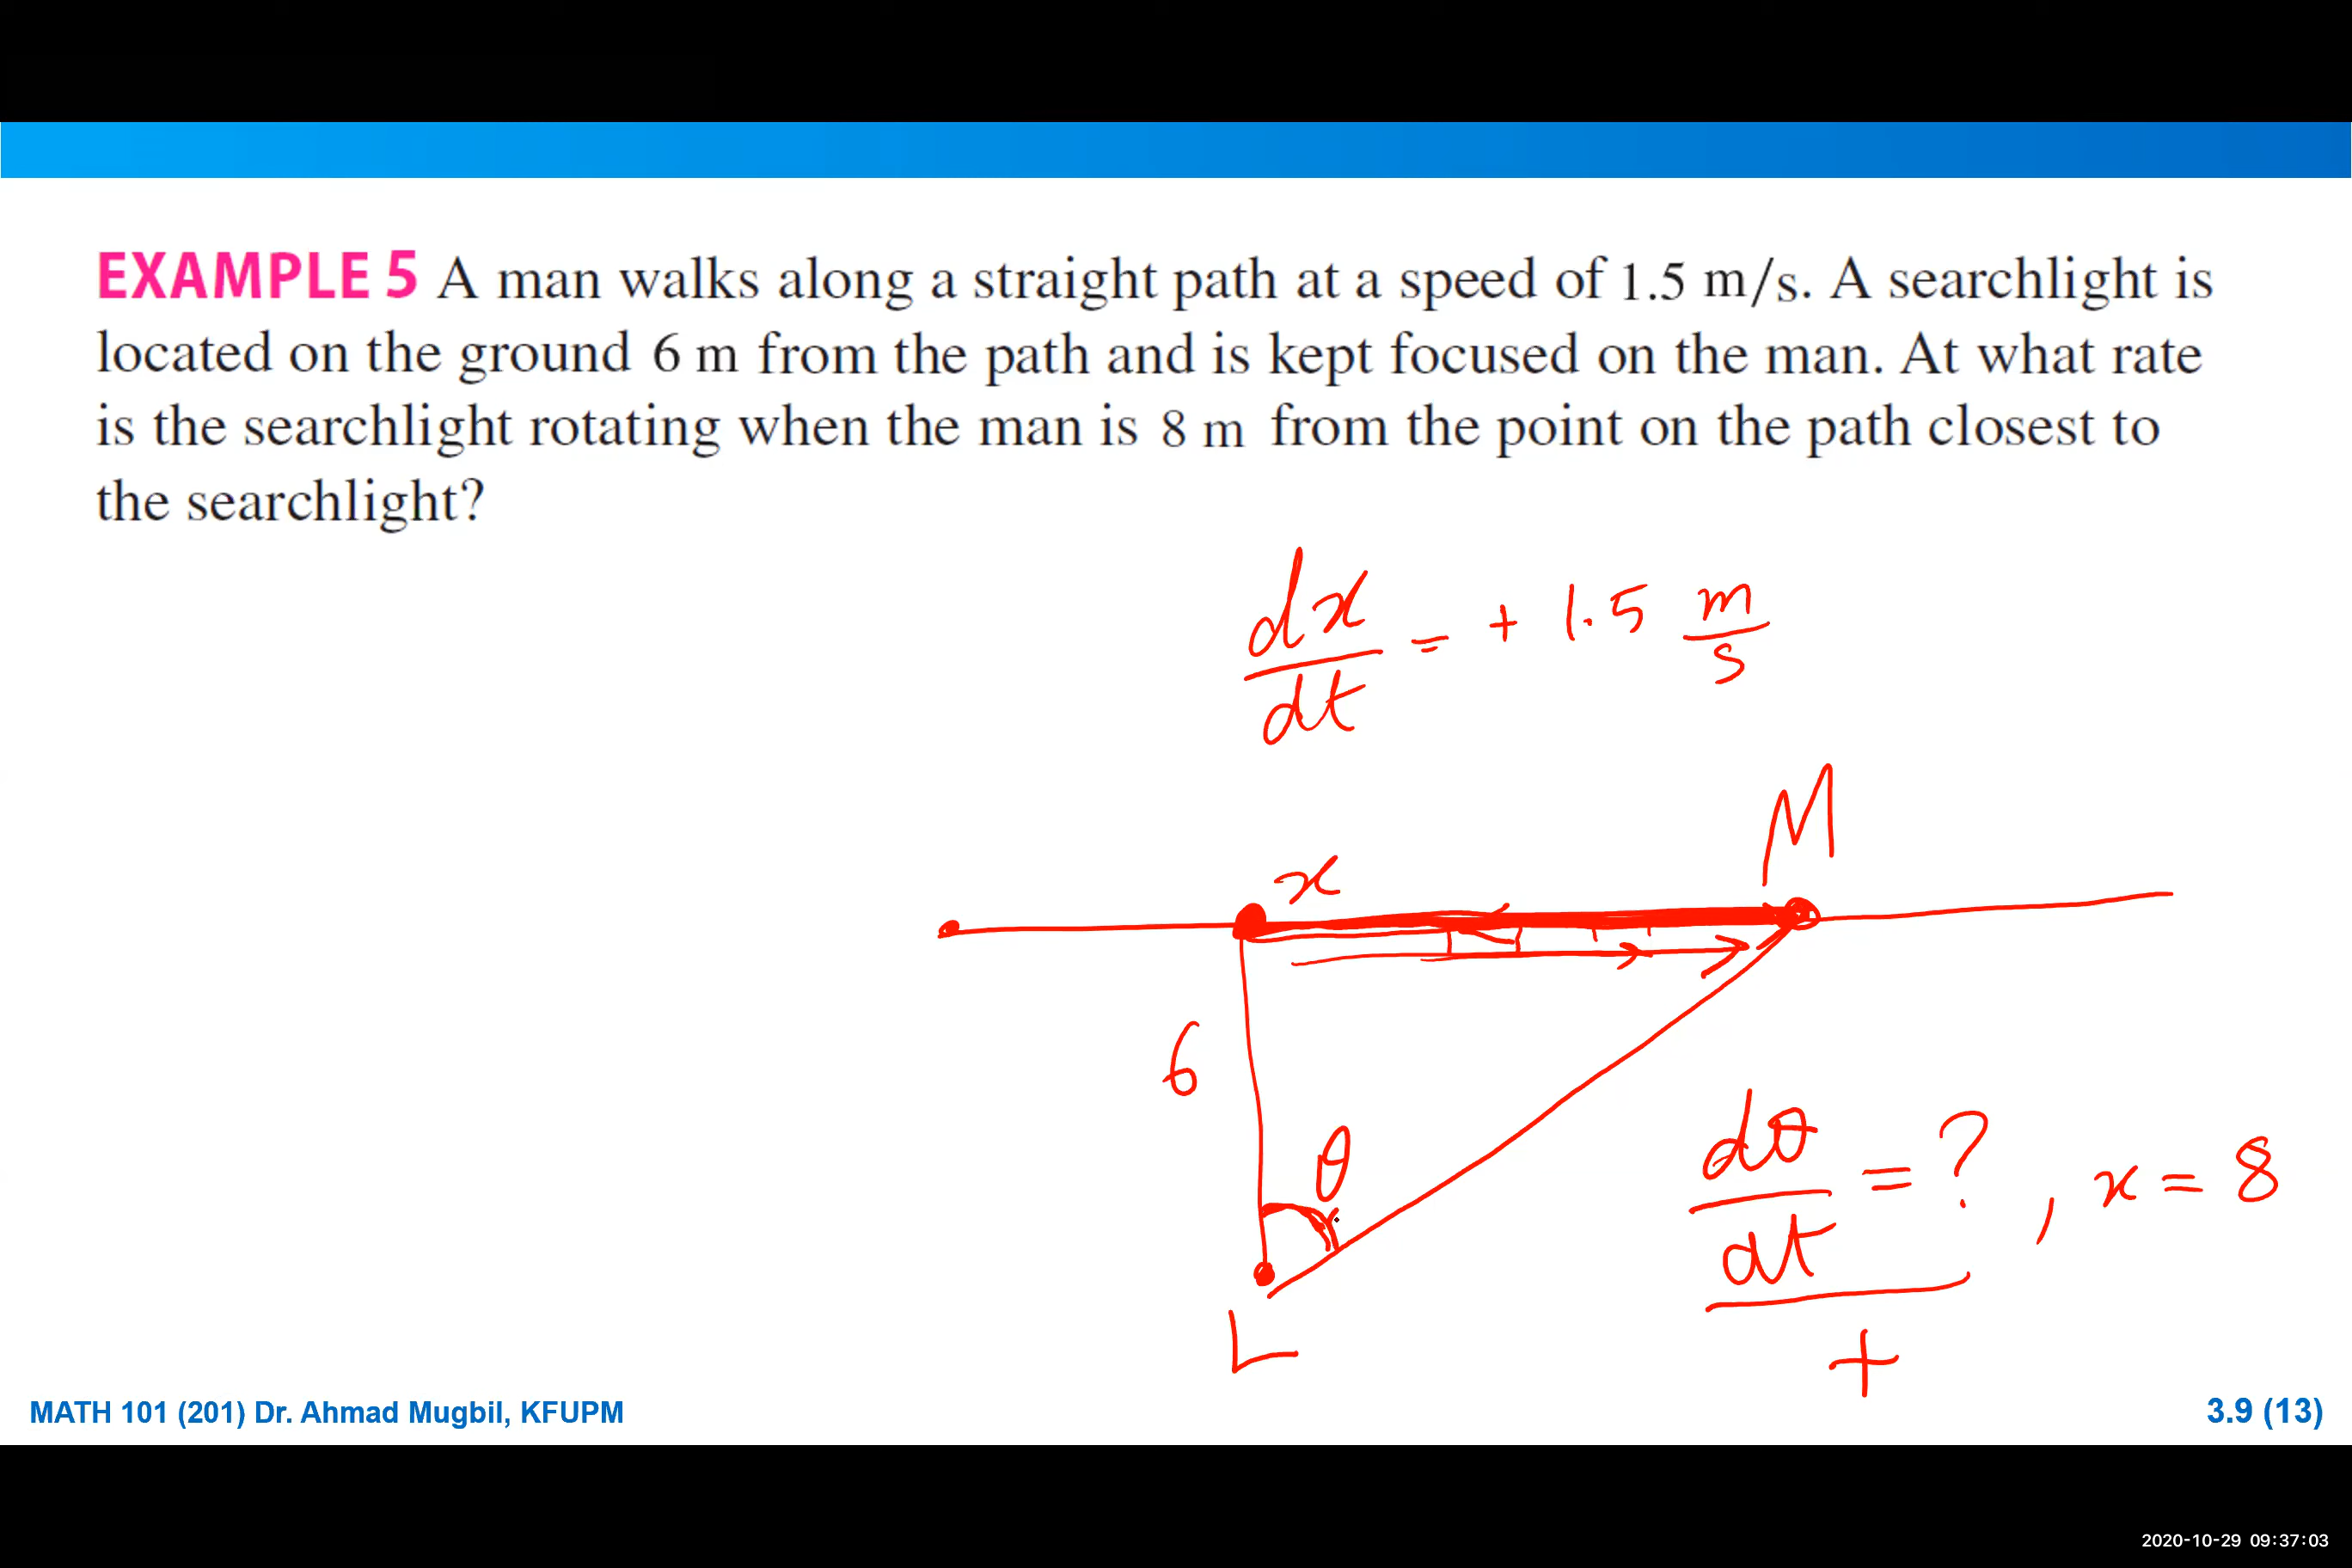 EXAMPLE 5 A man walks along a straight path at a speed of 1.5 m/s. A searchlight is
located on the ground 6 m from the path and is kept focused on the man. At what rate
is the searchlight rotating when the man is 8 m from the point on the path closest to
the searchlight?
dx/dt = + 1.5 m/s
M
x
6
θ
dθ/dt = ? , x = 8
L
+
MATH 101 (201) Dr. Ahmad Mugbil, KFUPM
3.9 (13)
2020-10-29 09:37:03